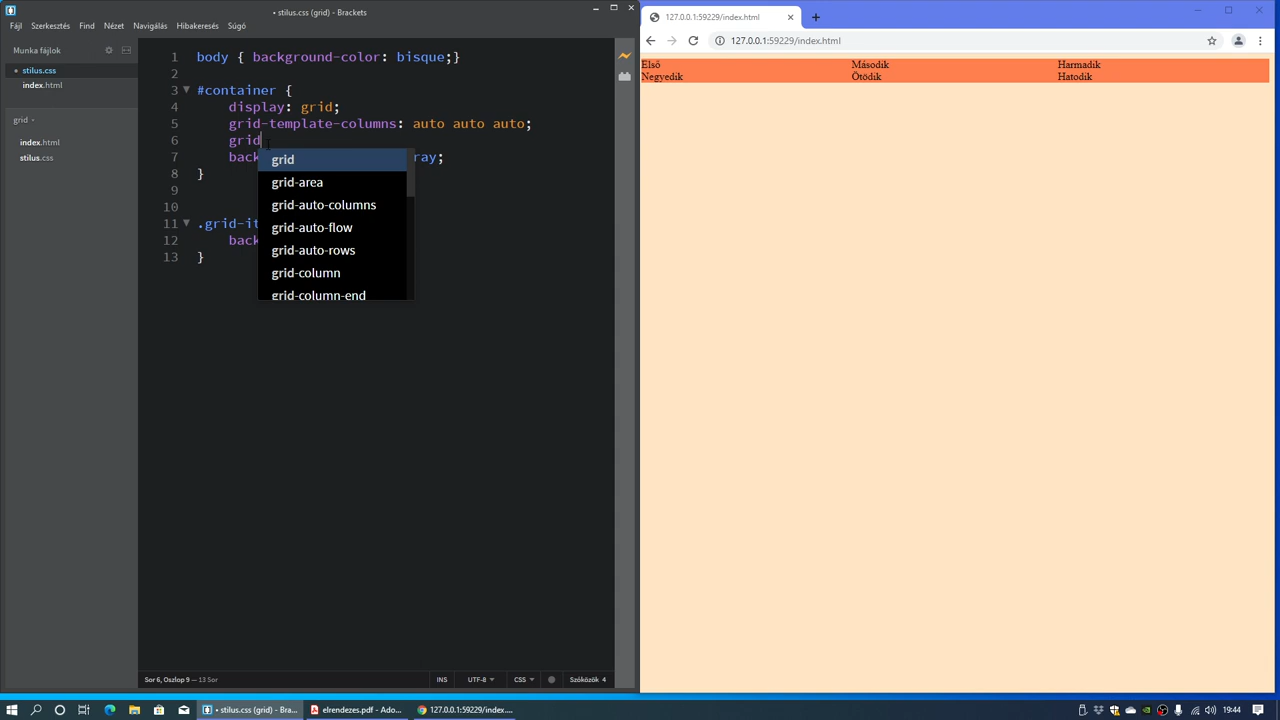 • stilus.css (grid) - Brackets
Fájl Szerkesztés Find Nézet Navigálás Hibakeresés Súgó
Munka fájlok
stilus.css
index.html
grid
index.html
stilus.css
1 body { background-color: bisque;}
2
3 #container {
4 display: grid;
5 grid-template-columns: auto auto auto;
6 grid
7 ray;
8 }
9
10
11
12
13 }
grid
grid-area
grid-auto-columns
grid-auto-flow
grid-auto-rows
grid-column
grid-column-end
Sor 6, Oszlop 9 — 13 Sor
INS UTF-8 CSS Szóközök 4
127.0.0.1:59229/index.html
127.0.0.1:59229/index.html
Első Második Harmadik
Negyedik Ötödik Hatodik
• stilus.css (grid) - Bra... elrendezes.pdf - Ado... 127.0.0.1:59229/index....
19:44